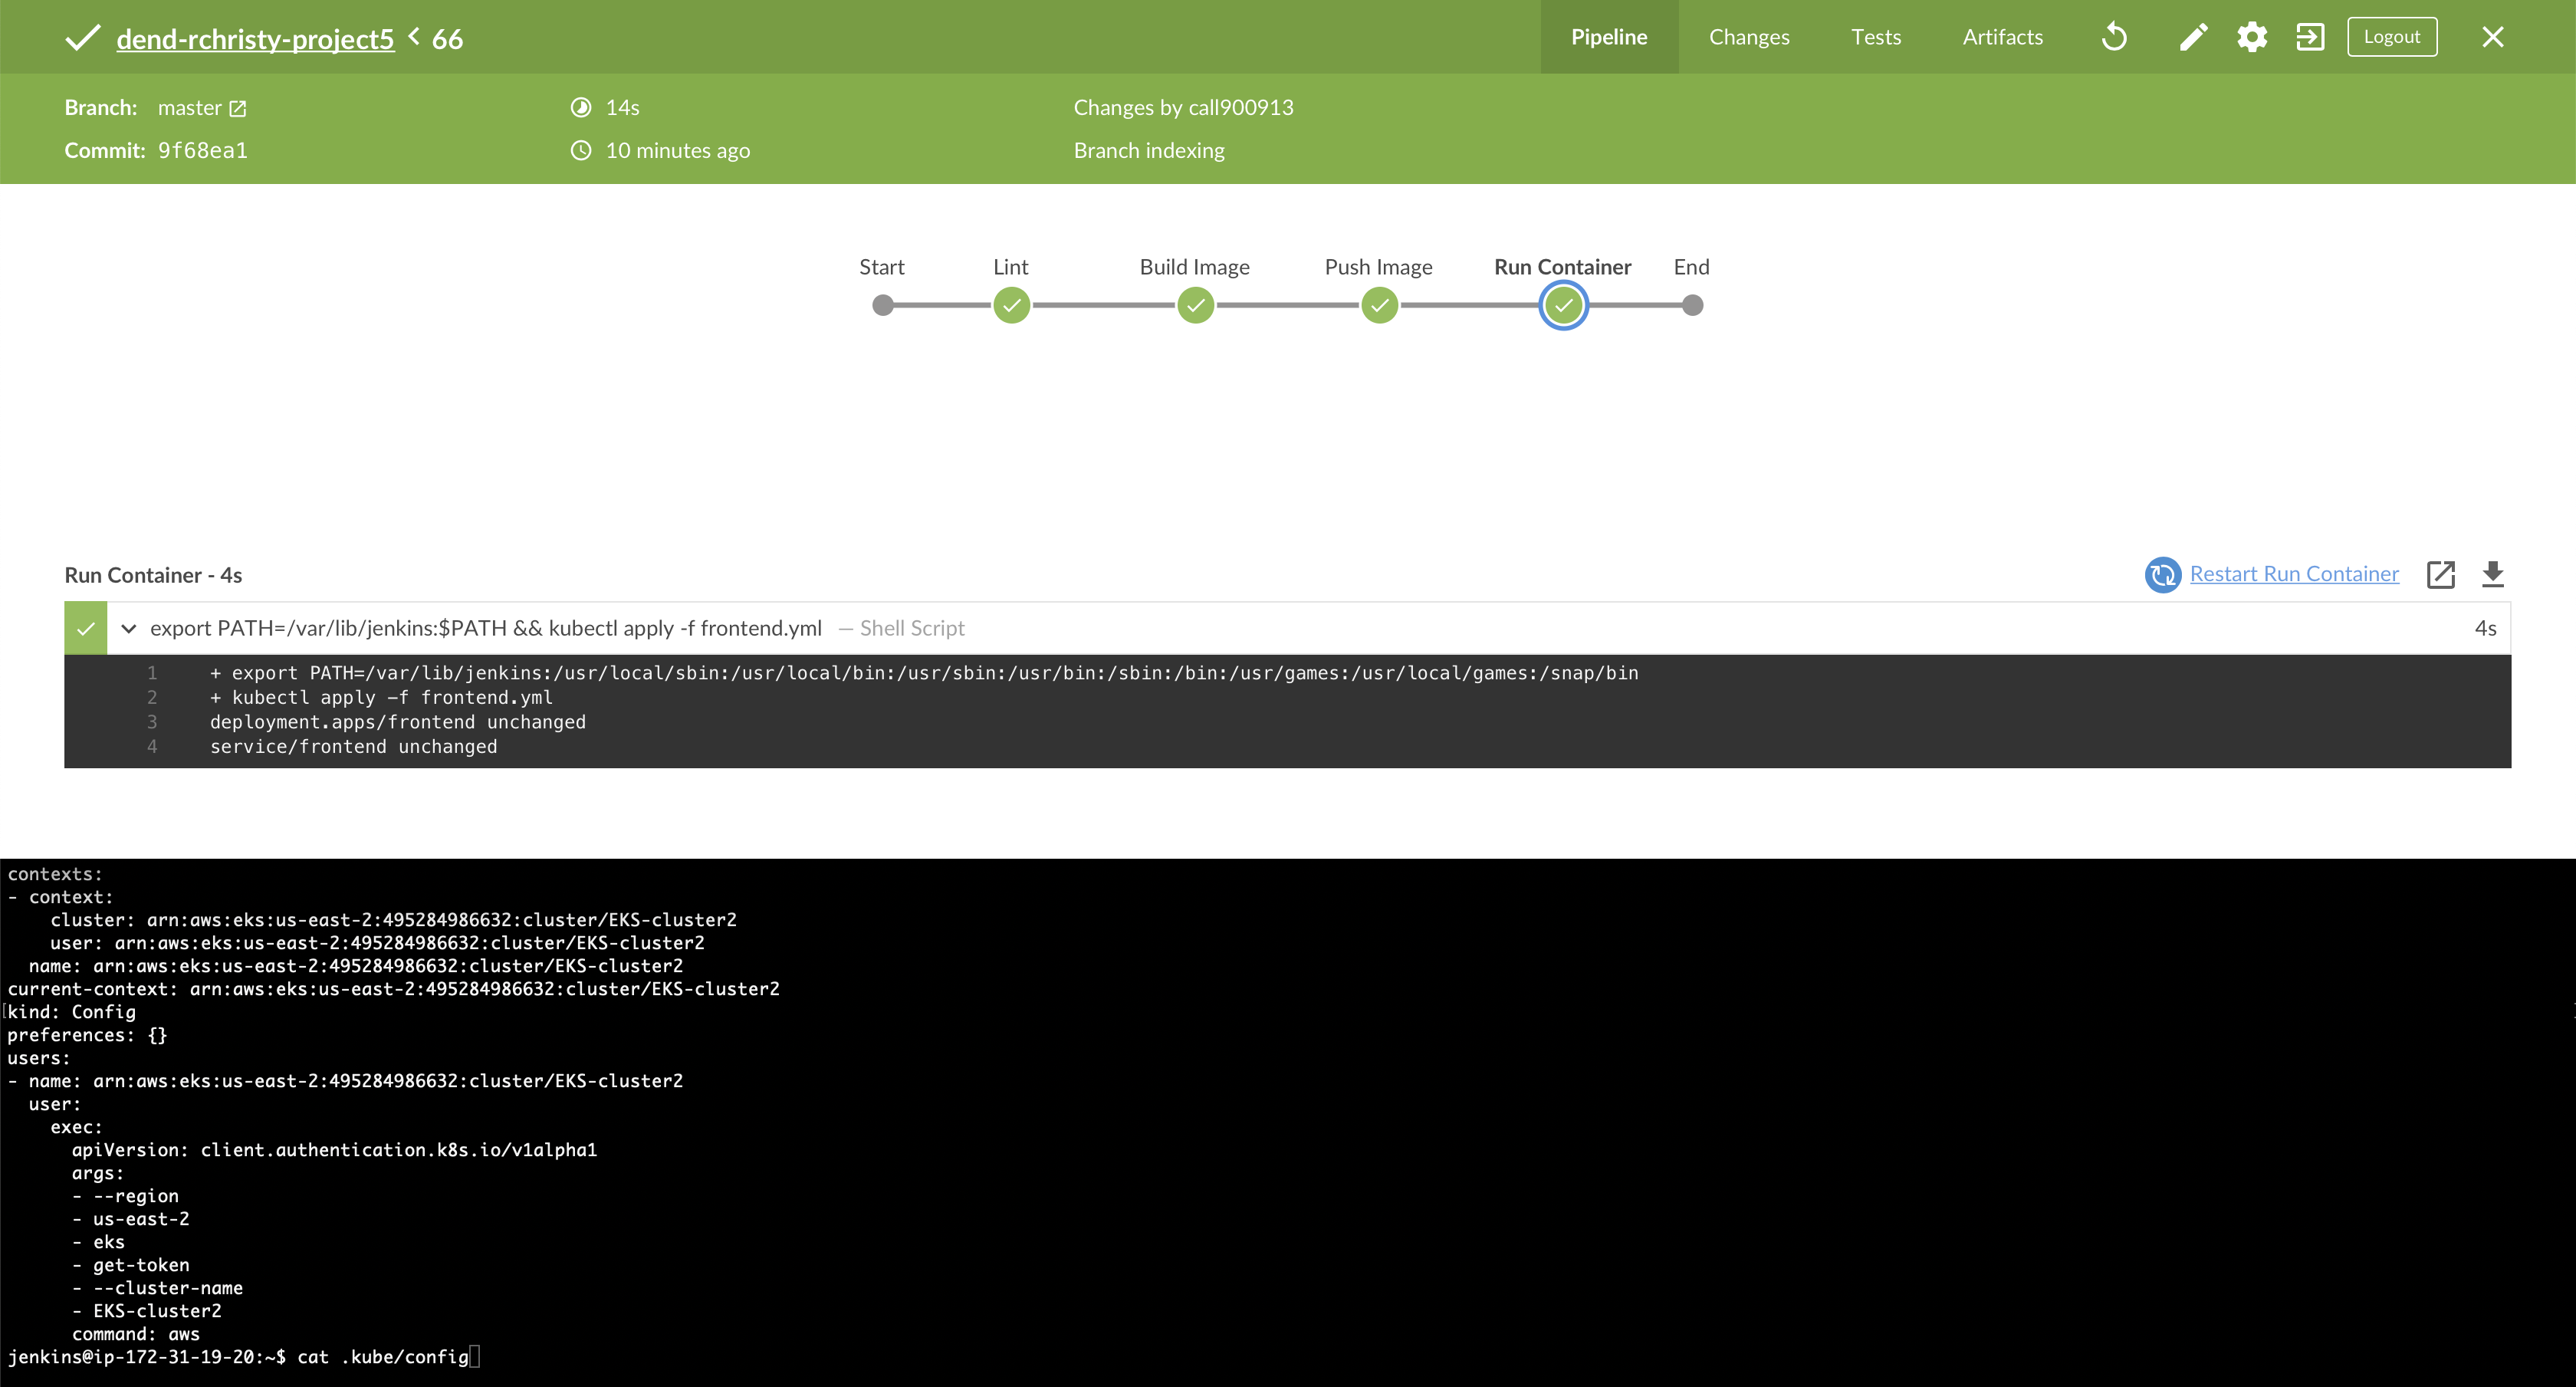 dend-rchristy-project5 < 66
Pipeline Changes Tests Artifacts Logout
Branch: master 14s Changes by call900913
Commit: 9f68ea1 10 minutes ago Branch indexing
Start Lint Build Image Push Image Run Container End
Run Container - 4s Restart Run Container
export PATH=/var/lib/jenkins:$PATH && kubectl apply -f frontend.yml — Shell Script 4s
1 + export PATH=/var/lib/jenkins:/usr/local/sbin:/usr/local/bin:/usr/sbin:/usr/bin:/sbin:/bin:/usr/games:/usr/local/games:/snap/bin
2 + kubectl apply -f frontend.yml
3 deployment.apps/frontend unchanged
4 service/frontend unchanged
contexts:
- context:
    cluster: arn:aws:eks:us-east-2:495284986632:cluster/EKS-cluster2
    user: arn:aws:eks:us-east-2:495284986632:cluster/EKS-cluster2
  name: arn:aws:eks:us-east-2:495284986632:cluster/EKS-cluster2
current-context: arn:aws:eks:us-east-2:495284986632:cluster/EKS-cluster2
kind: Config
preferences: {}
users:
- name: arn:aws:eks:us-east-2:495284986632:cluster/EKS-cluster2
  user:
    exec:
      apiVersion: client.authentication.k8s.io/v1alpha1
      args:
      - --region
      - us-east-2
      - eks
      - get-token
      - --cluster-name
      - EKS-cluster2
      command: aws
jenkins@ip-172-31-19-20:~$ cat .kube/config